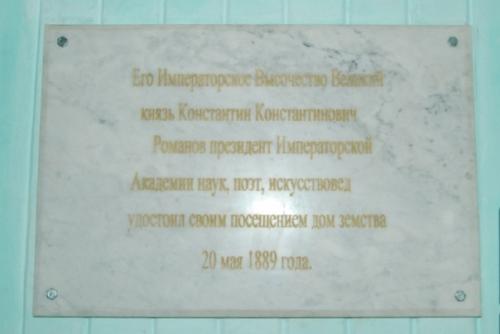 Его Императорское Высочество Великий
князь Константин Константинович
Романов президент Императорской
Академии наук, поэт, искусствовед
удостоил своим посещением дом земства
20 мая 1889 года.